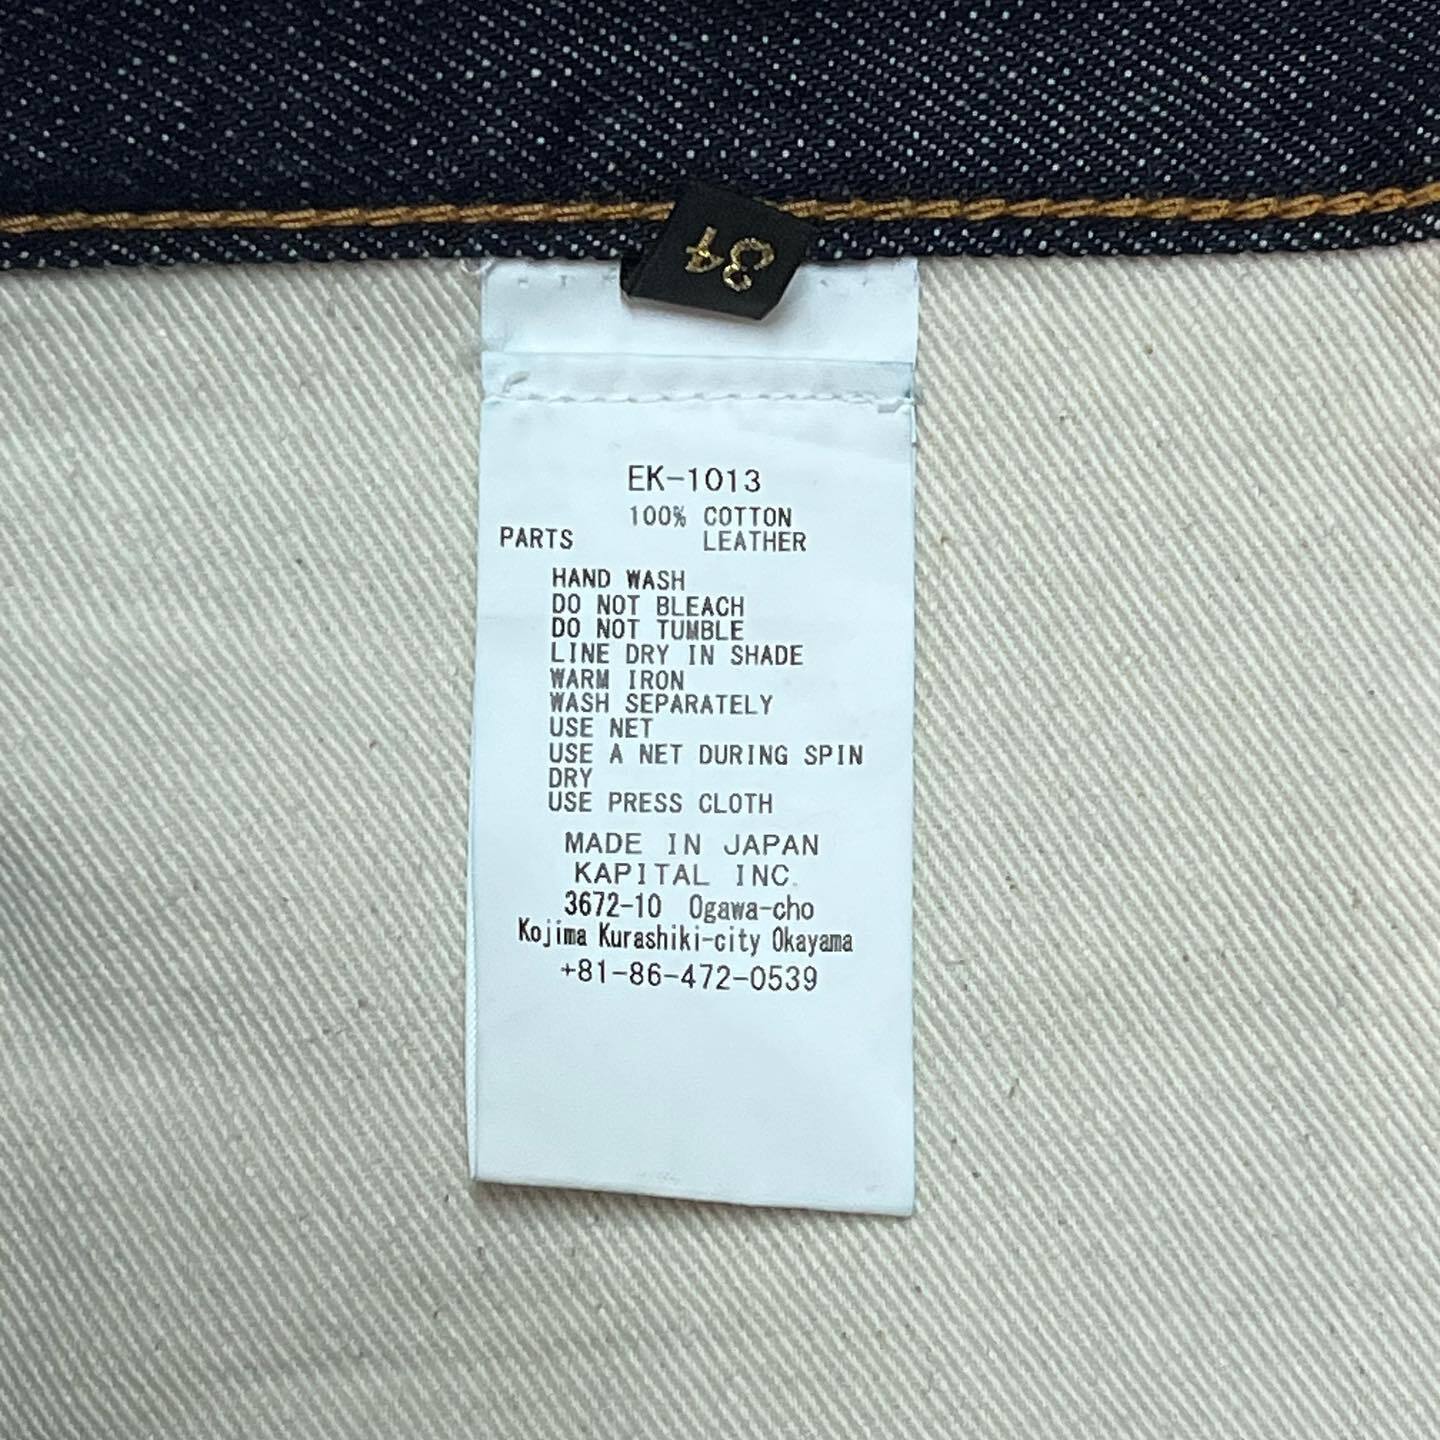 34
EK-1013
100% COTTON
PARTS LEATHER
HAND WASH
DO NOT BLEACH
DO NOT TUMBLE
LINE DRY IN SHADE
WARM IRON
WASH SEPARATELY
USE NET
USE A NET DURING SPIN
DRY
USE PRESS CLOTH
MADE IN JAPAN
KAPITAL INC.
3672-10 Ogawa-cho
Kojima Kurashiki-city Okayama
+81-86-472-0539